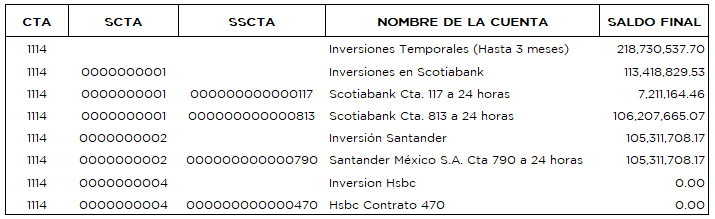 CTA SCTA SSCTA NOMBRE DE LA CUENTA SALDO FINAL
1114 Inversiones Temporales (Hasta 3 meses) 218,730,537.70
1114 0000000001 Inversiones en Scotiabank 113,418,829.53
1114 0000000001 000000000000117 Scotiabank Cta. 117 a 24 horas 7,211,164.46
1114 0000000001 000000000000813 Scotiabank Cta. 813 a 24 horas 106,207,665.07
1114 0000000002 Inversión Santander 105,311,708.17
1114 0000000002 000000000000790 Santander México S.A. Cta 790 a 24 horas 105,311,708.17
1114 0000000004 Inversion Hsbc 0.00
1114 0000000004 000000000000470 Hsbc Contrato 470 0.00